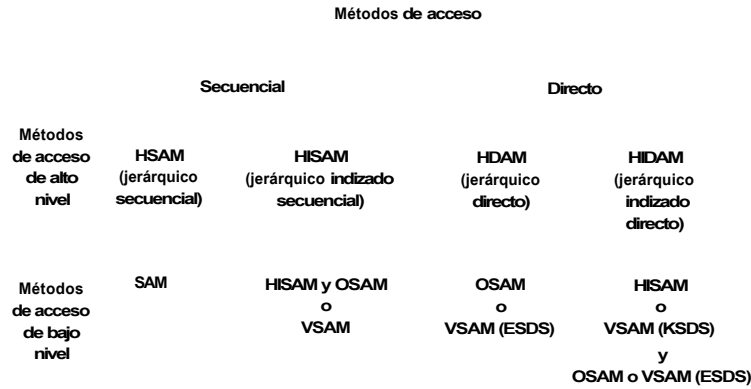 Métodos de acceso
Secuencial
Directo
Métodos
de acceso
de alto
nivel
HSAM
(jerárquico
secuencial)
HISAM
(jerárquico indizado
secuencial)
HDAM
(jerárquico
directo)
HIDAM
(jerárquico
indizado
directo)
Métodos
de acceso
de bajo
nivel
SAM
HISAM y OSAM
o
VSAM
OSAM
o
VSAM (ESDS)
HISAM
o
VSAM (KSDS)
y
OSAM o VSAM (ESDS)